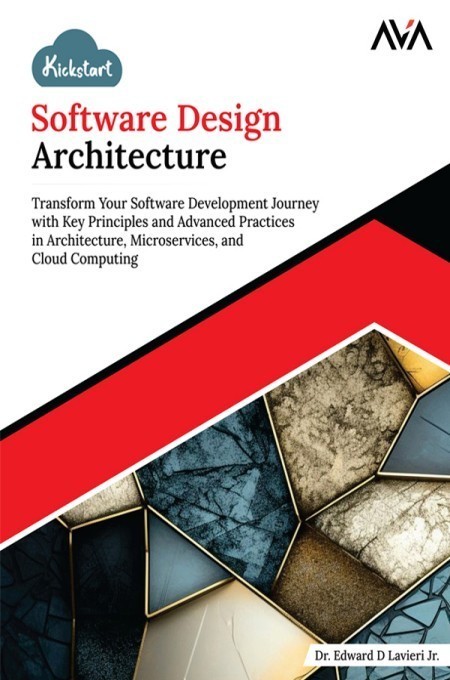 AVA
Kickstart
Software Design
Architecture
Transform Your Software Development Journey
with Key Principles and Advanced Practices
in Architecture, Microservices, and
Cloud Computing
Dr. Edward D Lavieri Jr.